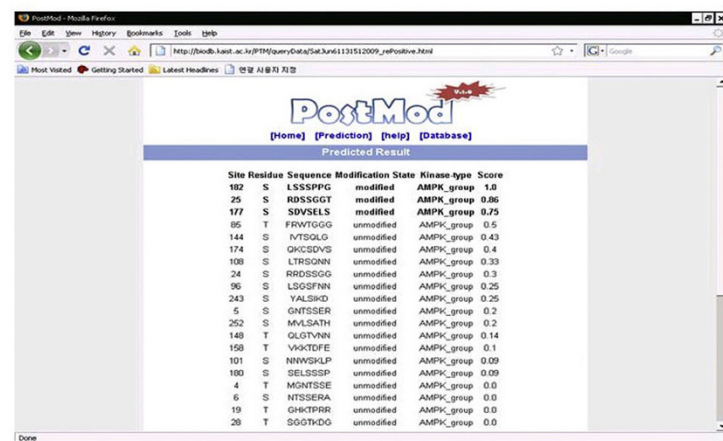 PostMod - Mozilla Firefox
File Edit View History Bookmarks Tools Help
http://biodb.kaist.ac.kr/PTM/queryData/SatJun61131512009_rePositive.html
Google
Most Visited Getting Started Latest Headlines 연결 사용자 지정
V.1.0
PostMod
[Home] [Prediction] [help] [Database]
Predicted Result
Site Residue Sequence Modification State Kinase-type Score
182 S LSSSPPG modified AMPK_group 1.0
25 S RDSSGGT modified AMPK_group 0.86
177 S SDVSELS modified AMPK_group 0.75
85 T FRWTGGG unmodified AMPK_group 0.5
144 S IVTSQLG unmodified AMPK_group 0.43
174 S QKCSDVS unmodified AMPK_group 0.4
108 S LTRSQNN unmodified AMPK_group 0.33
24 S RRDSSGG unmodified AMPK_group 0.3
96 S LSGSFNN unmodified AMPK_group 0.25
243 S YALSIKD unmodified AMPK_group 0.25
5 S GNTSSER unmodified AMPK_group 0.2
252 S MVLSATH unmodified AMPK_group 0.2
148 T QLGTVNN unmodified AMPK_group 0.14
158 T VKKTDFE unmodified AMPK_group 0.1
101 S NNWSKLP unmodified AMPK_group 0.09
180 S SELSSSP unmodified AMPK_group 0.09
4 T MGNTSSE unmodified AMPK_group 0.0
6 S NTSSERA unmodified AMPK_group 0.0
19 T GHKTPRR unmodified AMPK_group 0.0
28 T SGGTKDG unmodified AMPK_group 0.0
Done